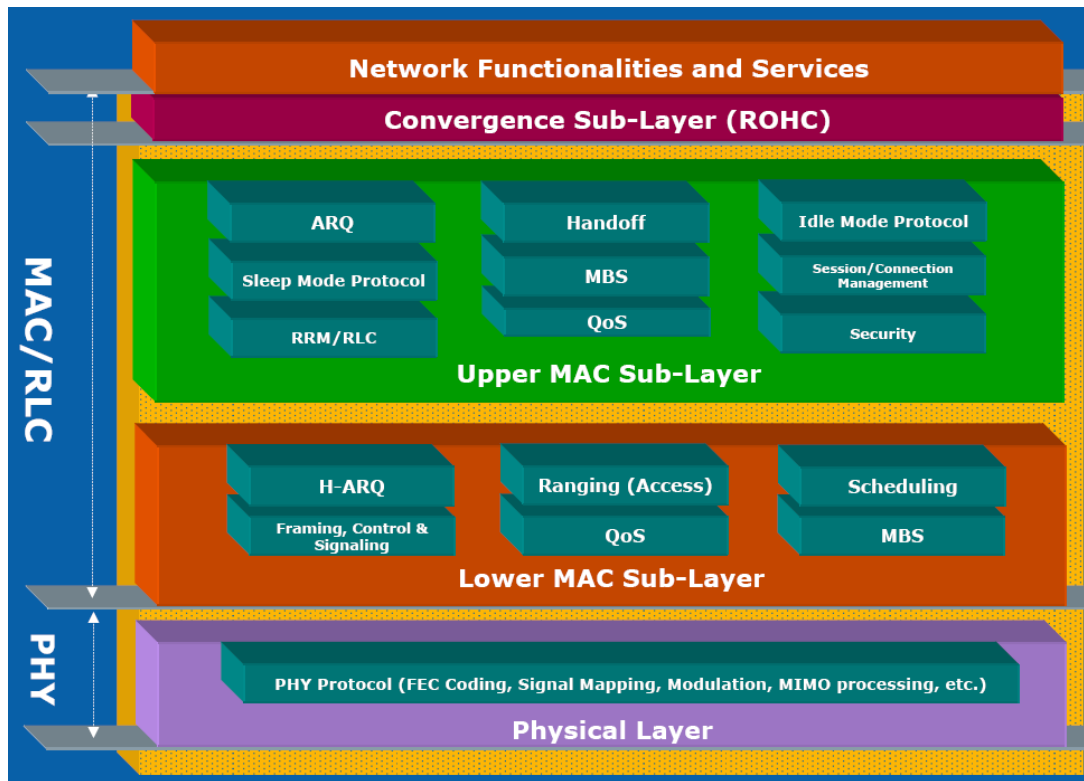 Network Functionalities and Services
Convergence Sub-Layer (ROHC)
MAC/RLC
ARQ
Handoff
Idle Mode Protocol
Sleep Mode Protocol
MBS
Session/Connection
Management
RRM/RLC
QoS
Security
Upper MAC Sub-Layer
H-ARQ
Ranging (Access)
Scheduling
Framing, Control &
Signaling
QoS
MBS
Lower MAC Sub-Layer
PHY
PHY Protocol (FEC Coding, Signal Mapping, Modulation, MIMO processing, etc.)
Physical Layer